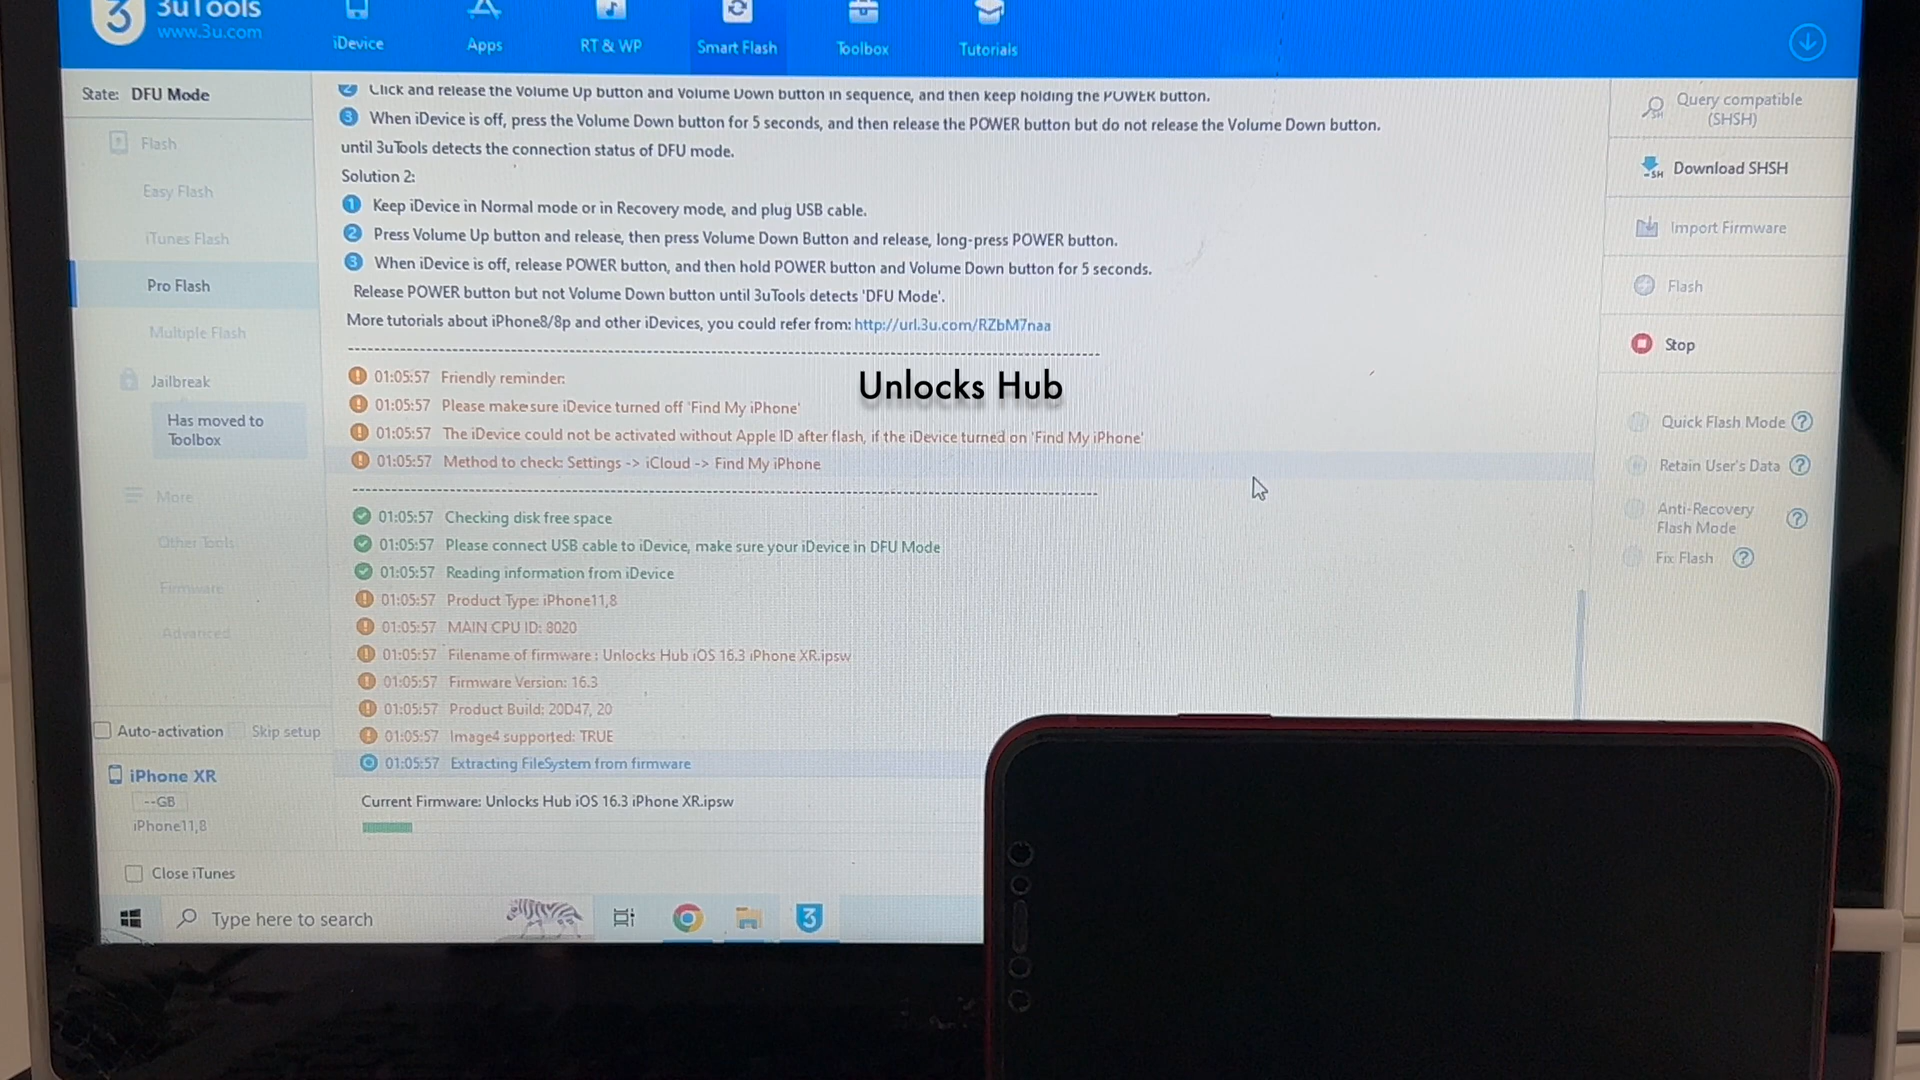 3uTools
www.3u.com
iDevice
Apps
RT & WP
Smart Flash
Toolbox
Tutorials
State: DFU Mode
Flash
Easy Flash
iTunes Flash
Pro Flash
Multiple Flash
Jailbreak
Has moved to
Toolbox
More
Other Tools
Firmware
Advanced
Auto-activation
Skip setup
iPhone XR
--GB
iPhone11,8
Close iTunes
2 Click and release the Volume Up button and Volume Down button in sequence, and then keep holding the POWER button.
3 When iDevice is off, press the Volume Down button for 5 seconds, and then release the POWER button but do not release the Volume Down button.
until 3uTools detects the connection status of DFU mode.
Solution 2:
1 Keep iDevice in Normal mode or in Recovery mode, and plug USB cable.
2 Press Volume Up button and release, then press Volume Down Button and release, long-press POWER button.
3 When iDevice is off, release POWER button, and then hold POWER button and Volume Down button for 5 seconds.
Release POWER button but not Volume Down button until 3uTools detects 'DFU Mode'.
More tutorials about iPhone8/8p and other iDevices, you could refer from: http://url.3u.com/RZbM7naa
01:05:57 Friendly reminder:
Unlocks Hub
01:05:57 Please make sure iDevice turned off 'Find My iPhone'
01:05:57 The iDevice could not be activated without Apple ID after flash, if the iDevice turned on 'Find My iPhone'
01:05:57 Method to check: Settings -> iCloud -> Find My iPhone
01:05:57 Checking disk free space
01:05:57 Please connect USB cable to iDevice, make sure your iDevice in DFU Mode
01:05:57 Reading information from iDevice
01:05:57 Product Type: iPhone11,8
01:05:57 MAIN CPU ID: 8020
01:05:57 Filename of firmware : Unlocks Hub iOS 16.3 iPhone XR.ipsw
01:05:57 Firmware Version: 16.3
01:05:57 Product Build: 20D47, 20
01:05:57 Image4 supported: TRUE
01:05:57 Extracting FileSystem from firmware
Current Firmware: Unlocks Hub iOS 16.3 iPhone XR.ipsw
Query compatible
(SHSH)
Download SHSH
Import Firmware
Flash
Stop
Quick Flash Mode ?
Retain User's Data ?
Anti-Recovery
Flash Mode ?
Fix Flash ?
Type here to search